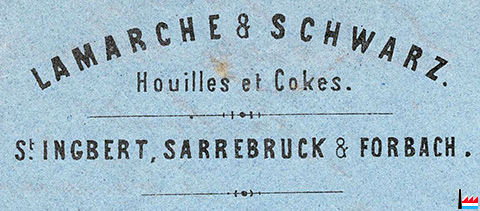 LAMARCHE & SCHWARZ.
Houilles et Cokes.
St INGBERT, SARREBRUCK & FORBACH.